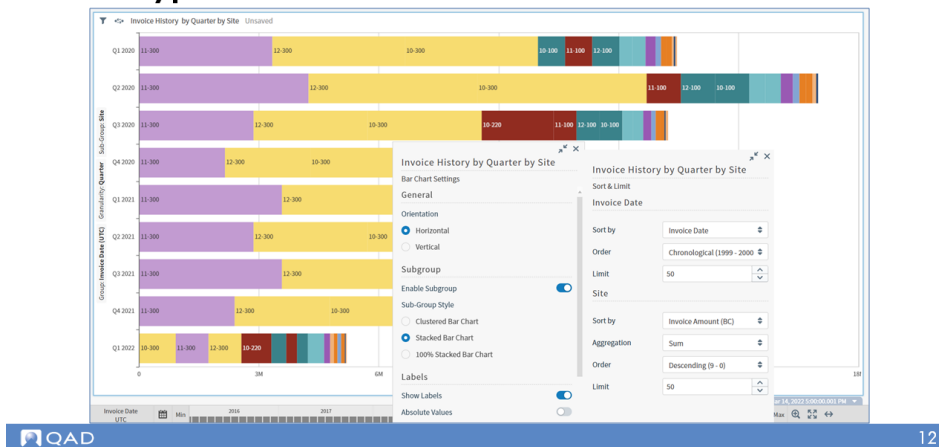 Invoice History by Quarter by Site Unsaved
Group: Invoice Date (UTC) Granularity: Quarter Sub-Group: Site
Q1 2020 11-300 12-300 10-300 10-100 11-100 12-100
Q2 2020 11-300 12-300 10-300 11-100 12-100 10-100
Q3 2020 11-300 12-300 10-300 10-220 11-100 12-100 10-100
Q4 2020 11-300 12-300 10-300
Q1 2021 11-300 12-300
Q2 2021 11-300 12-300 10-300
Q3 2021 11-300 12-300
Q4 2021 11-300 12-300 10-300
Q1 2022 10-300 11-300 12-300 10-220
0 3M 6M
Invoice History by Quarter by Site
Bar Chart Settings
General
Orientation
Horizontal
Vertical
Subgroup
Enable Subgroup
Sub-Group Style
Clustered Bar Chart
Stacked Bar Chart
100% Stacked Bar Chart
Labels
Show Labels
Absolute Values
Invoice History by Quarter by Site
Sort & Limit
Invoice Date
Sort by Invoice Date
Order Chronological (1999 - 2000
Limit 50
Site
Sort by Invoice Amount (BC)
Aggregation Sum
Order Descending (9 - 0)
Limit 50
Invoice Date
UTC
Min
2016 2017
14, 2022 5:00:00.001 PM
Max
QAD
12